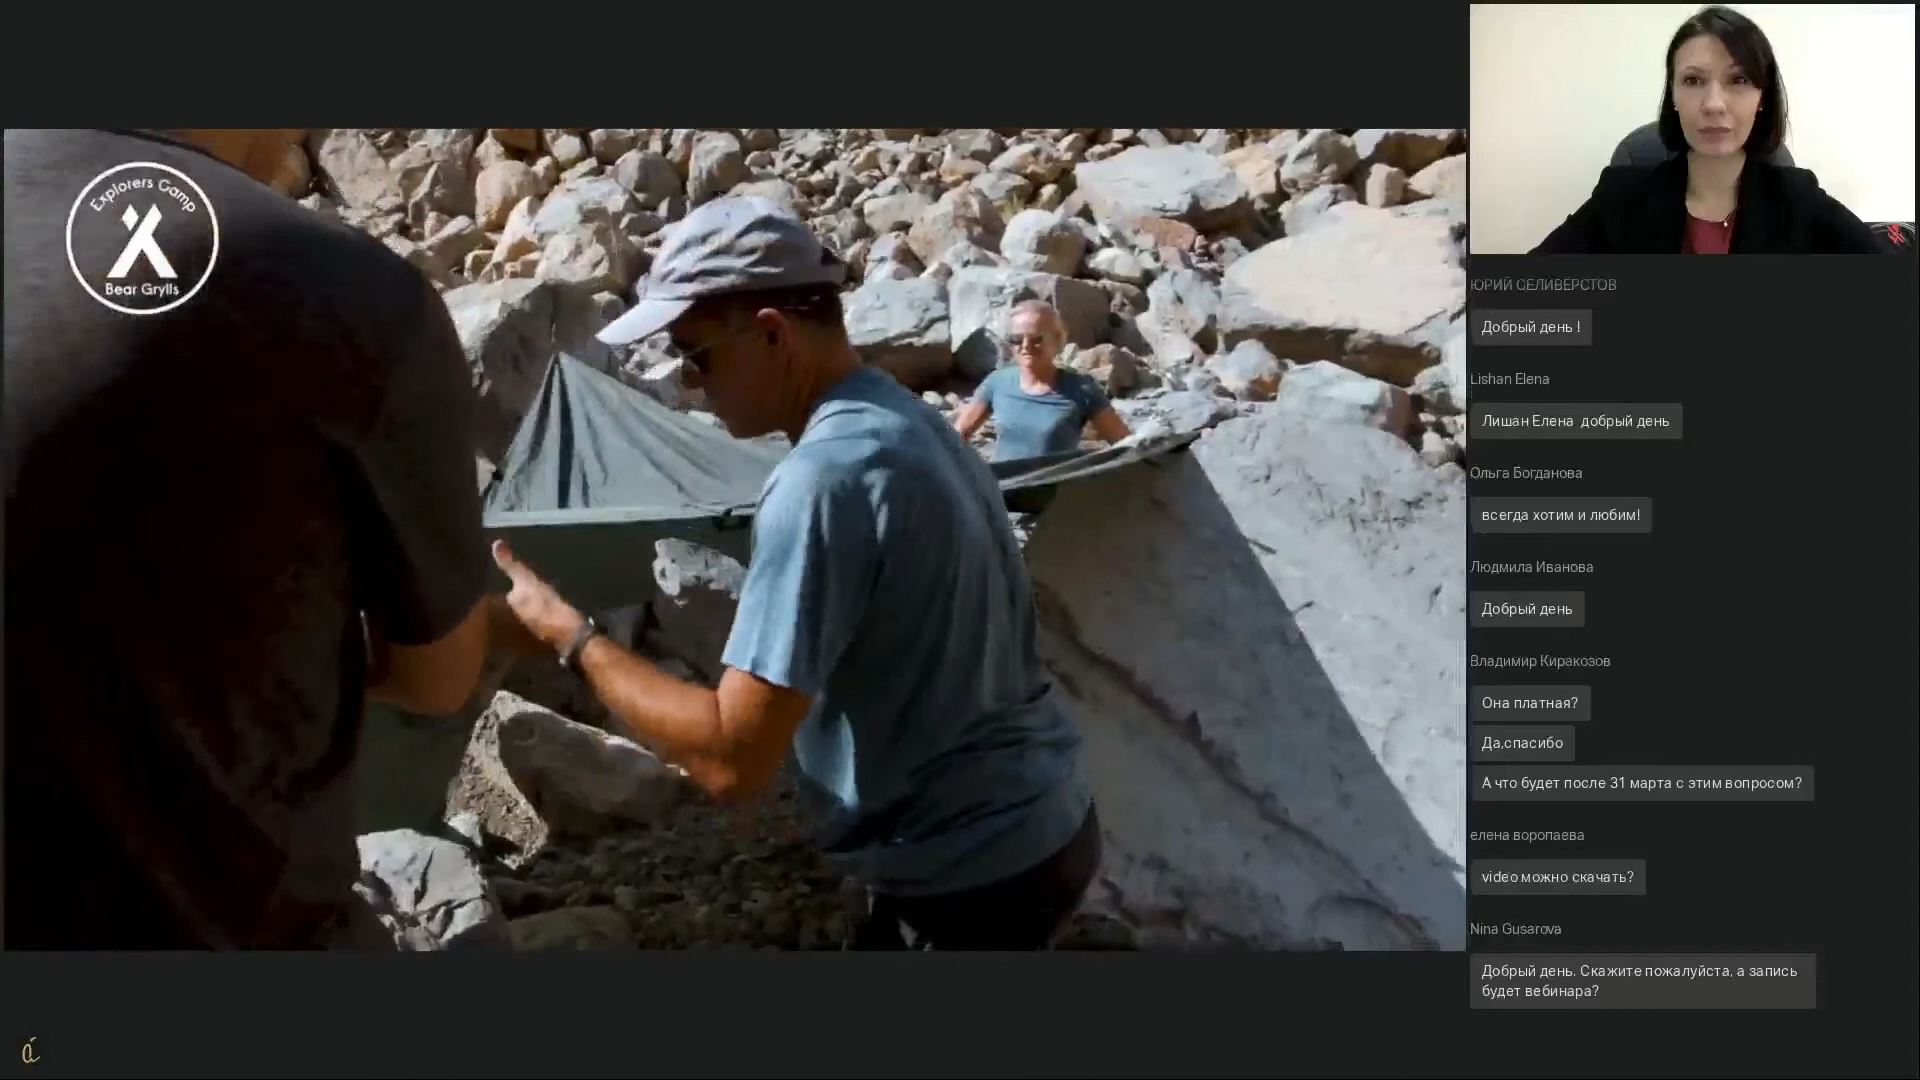 Explorers Camp
Bear Grylls
ЮРИЙ СЕЛИВЁРСТОВ
Добрый день !
Lishan Elena
Лишан Елена добрый день
Ольга Богданова
всегда хотим и любим!
Людмила Иванова
Добрый день
Владимир Киракозов
Она платная?
Да,спасибо
А что будет после 31 марта с этим вопросом?
елена воропаева
video можно скачать?
Nina Gusarova
Добрый день. Скажите пожалуйста, а запись
будет вебинара?